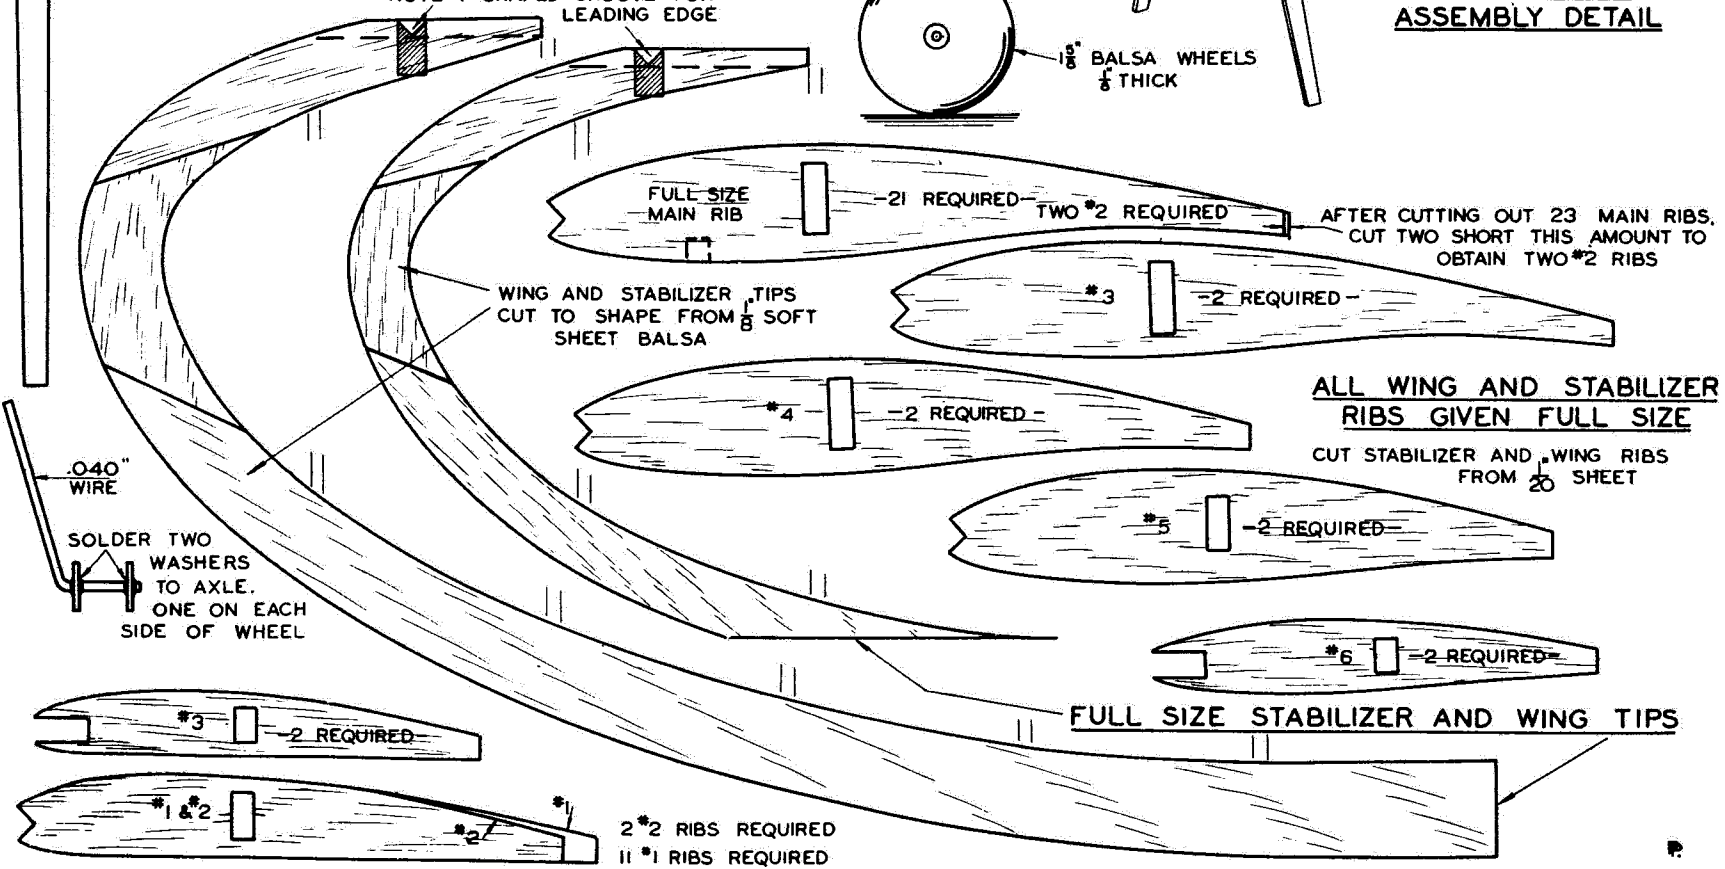 LEADING EDGE
ASSEMBLY DETAIL
1 5/8" BALSA WHEELS
1/8" THICK
FULL SIZE
MAIN RIB
-21 REQUIRED-
TWO #2 REQUIRED
AFTER CUTTING OUT 23 MAIN RIBS,
CUT TWO SHORT THIS AMOUNT TO
OBTAIN TWO #2 RIBS
#3
-2 REQUIRED-
WING AND STABILIZER TIPS
CUT TO SHAPE FROM 1/8" SOFT
SHEET BALSA
#4
-2 REQUIRED-
ALL WING AND STABILIZER
RIBS GIVEN FULL SIZE
CUT STABILIZER AND WING RIBS
FROM 1/20" SHEET
.040"
WIRE
#5
-2 REQUIRED-
SOLDER TWO
WASHERS
TO AXLE.
ONE ON EACH
SIDE OF WHEEL
#6
-2 REQUIRED-
#3
-2 REQUIRED-
FULL SIZE STABILIZER AND WING TIPS
#1 & #2
#2
#1
2 #2 RIBS REQUIRED
11 #1 RIBS REQUIRED
P.